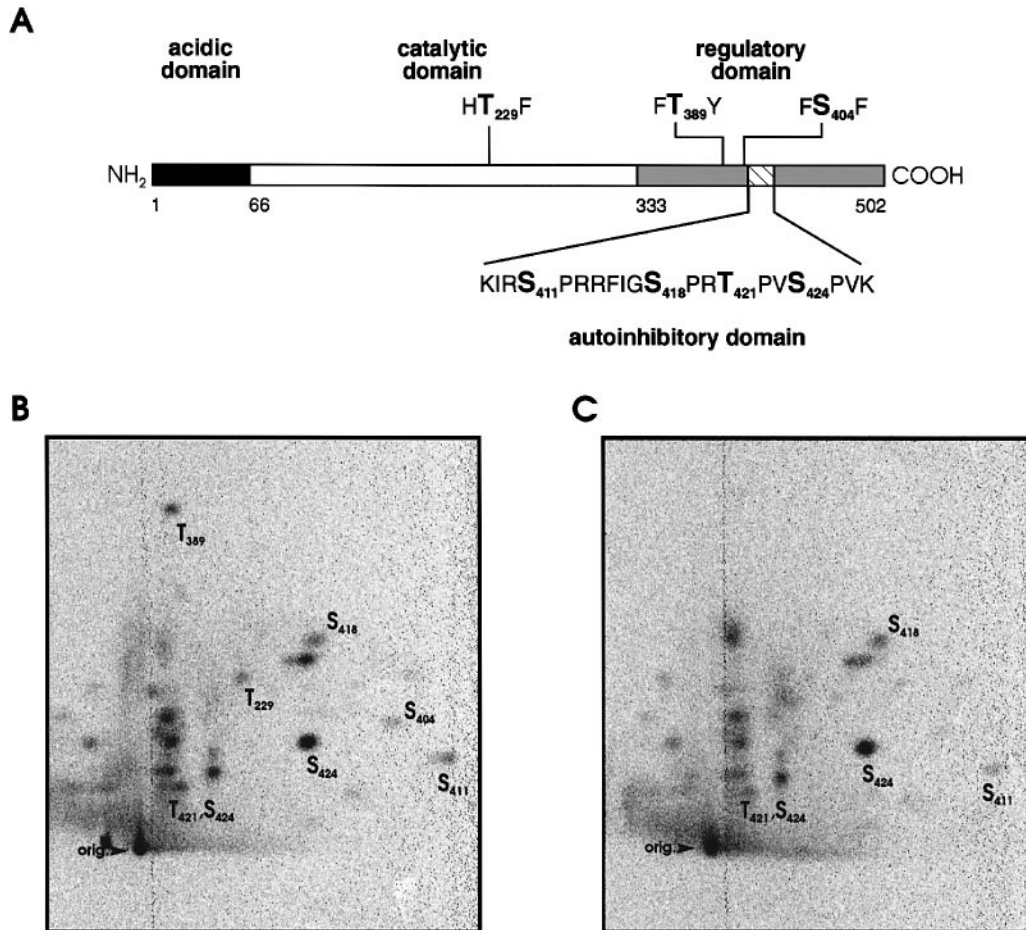 A
acidic domain
catalytic domain
regulatory domain
HT229F
FT389Y
FS404F
NH2
COOH
1
66
333
502
KIRS411PRRFIGS418PRT421PVS424PVK
autoinhibitory domain
B
T389
S418
T229
S404
S424
S411
T421,S424
orig.
C
S418
S424
S411
T421,S424
orig.